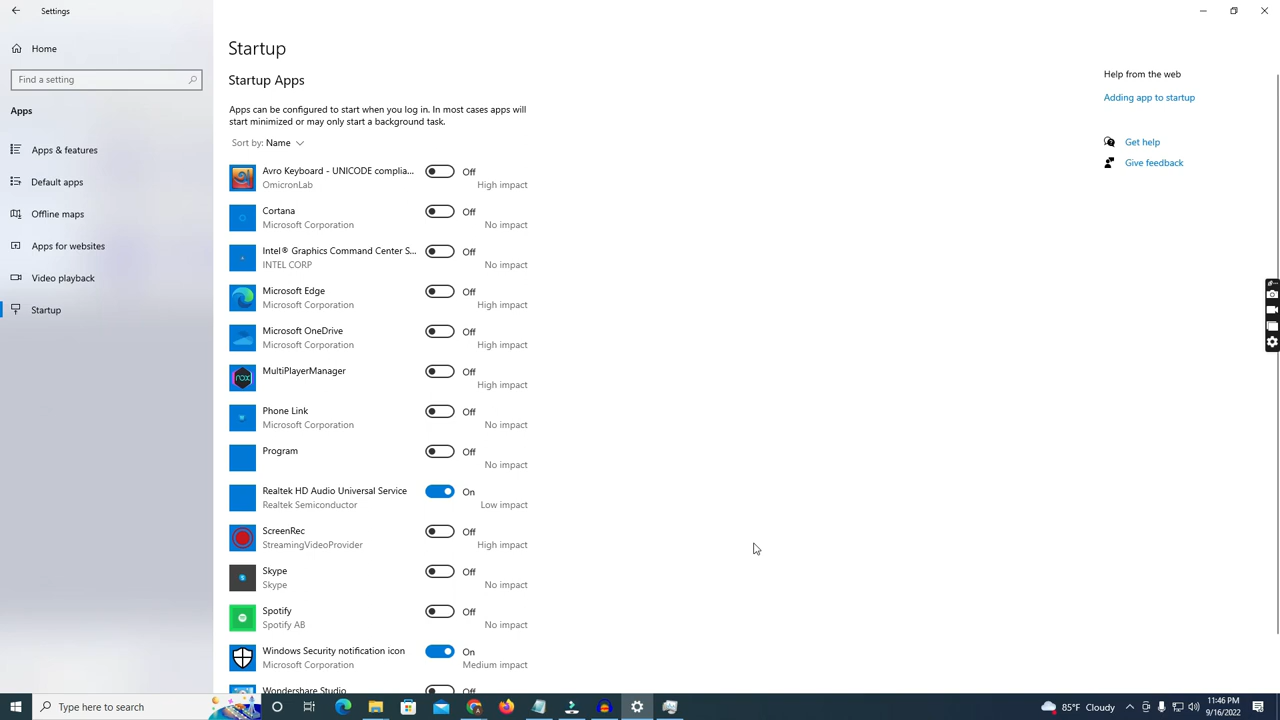 Settings
Home
Find a setting
Apps
Apps & features
Default apps
Offline maps
Apps for websites
Video playback
Startup
Startup
Startup Apps
Apps can be configured to start when you log in. In most cases apps will
start minimized or may only start a background task.
Sort by: Name
Avro Keyboard - UNICODE complia... Off
OmicronLab High impact
Cortana Off
Microsoft Corporation No impact
Intel® Graphics Command Center S... Off
INTEL CORP No impact
Microsoft Edge Off
Microsoft Corporation High impact
Microsoft OneDrive Off
Microsoft Corporation High impact
MultiPlayerManager Off
High impact
Phone Link Off
Microsoft Corporation No impact
Program Off
No impact
Realtek HD Audio Universal Service On
Realtek Semiconductor Low impact
ScreenRec Off
StreamingVideoProvider High impact
Skype Off
Skype No impact
Spotify Off
Spotify AB No impact
Windows Security notification icon On
Microsoft Corporation Medium impact
Wondershare Studio Off
Help from the web
Adding app to startup
Get help
Give feedback
Type here to search
85°F Cloudy
11:46 PM
9/16/2022